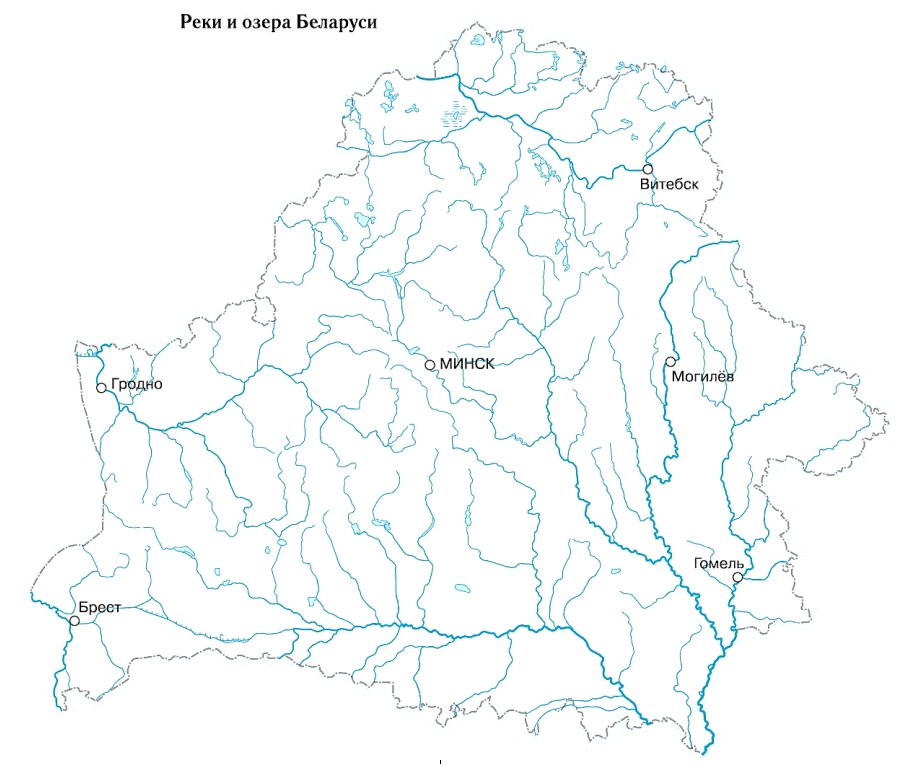 Реки и озера Беларуси
Витебск
МИНСК
Могилёв
Гродно
Гомель
Брест